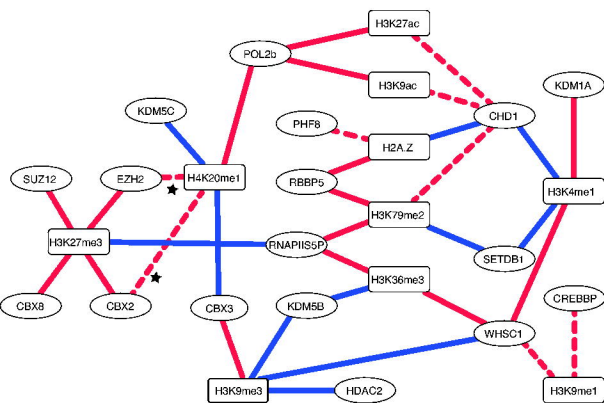 H3K27ac
POL2b
H3K9ac
KDM1A
KDM5C
CHD1
PHF8
H2A.Z
SUZ12
EZH2
H4K20me1
RBBP5
H3K4me1
H3K79me2
H3K27me3
RNAPIIS5P
SETDB1
H3K36me3
CBX8
CBX2
CBX3
KDM5B
CREBBP
WHSC1
H3K9me3
HDAC2
H3K9me1